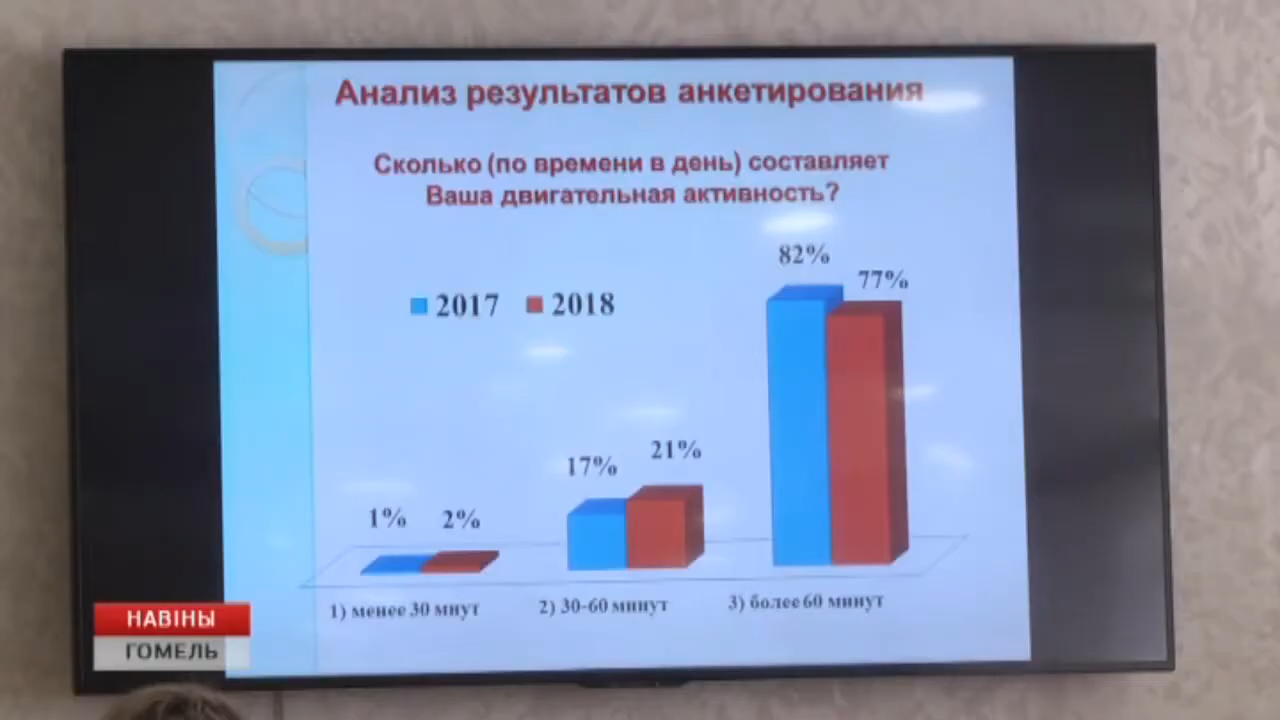 Анализ результатов анкетирования
Сколько (по времени в день) составляет
Ваша двигательная активность?
2017 2018
82%
77%
17%
21%
1%
2%
1) менее 30 мнут
2) 30-60 минут
3) более 60 минут
НАВІНЫ
ГОМЕЛЬ